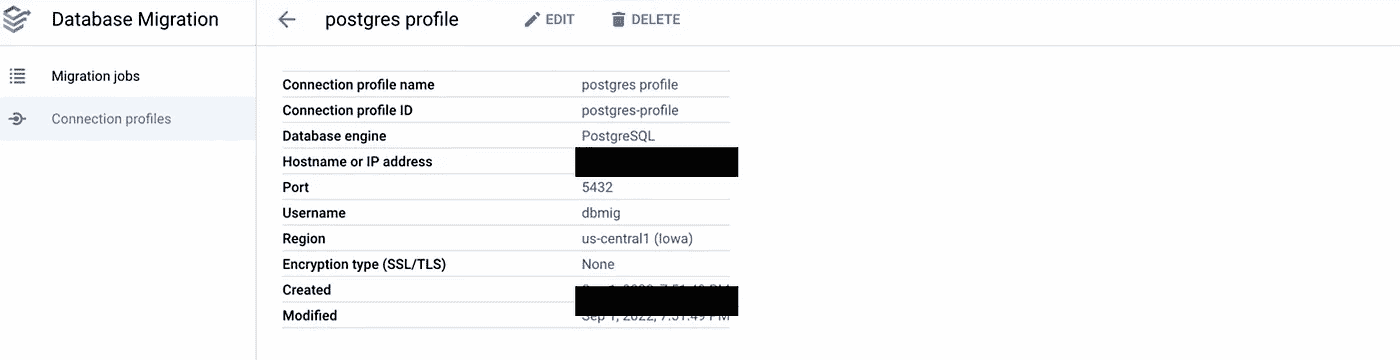 Database Migration
postgres profile
EDIT
DELETE
Migration jobs
Connection profiles
Connection profile name postgres profile
Connection profile ID postgres-profile
Database engine PostgreSQL
Hostname or IP address
Port 5432
Username dbmig
Region us-central1 (Iowa)
Encryption type (SSL/TLS) None
Created
Modified Sep 1, 2022, 7:51:49 PM